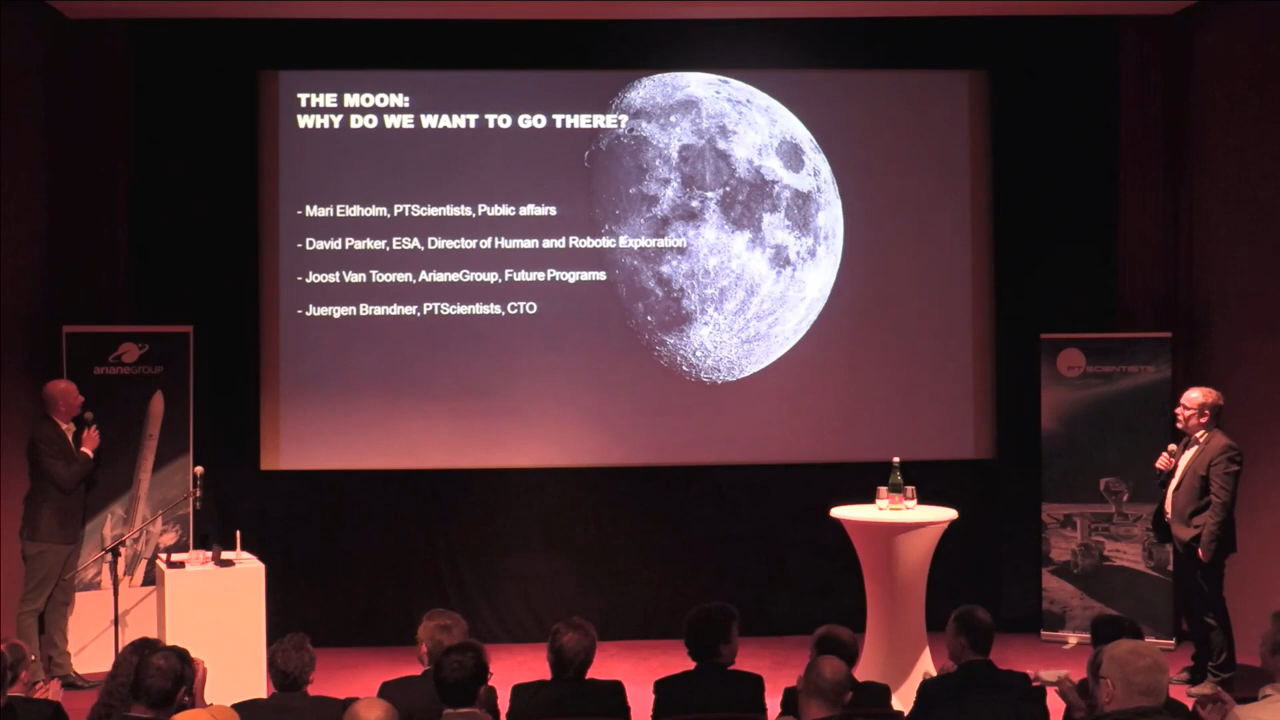 THE MOON:
WHY DO WE WANT TO GO THERE?
- Mari Eldholm, PTScientists, Public affairs
- David Parker, ESA, Director of Human and Robotic Exploration
- Joost Van Tooren, ArianeGroup, Future Programs
- Juergen Brandner, PTScientists, CTO
arianeGROUP
PTSCIENTISTS